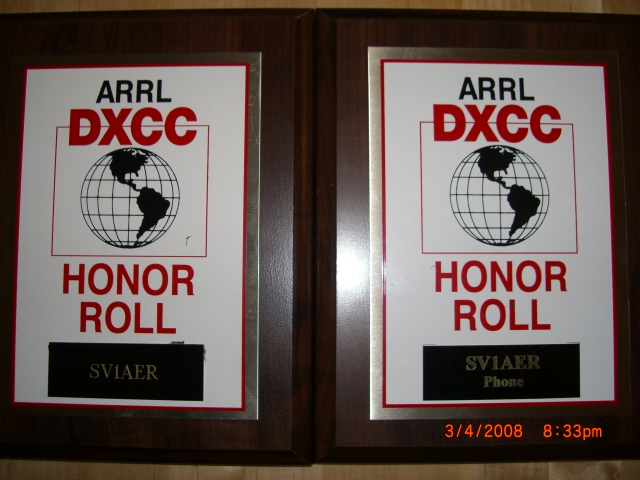 ARRL
DXCC
HONOR
ROLL
SV1AER
ARRL
DXCC
HONOR
ROLL
SV1AER
Phone
3/4/2008 8:33pm